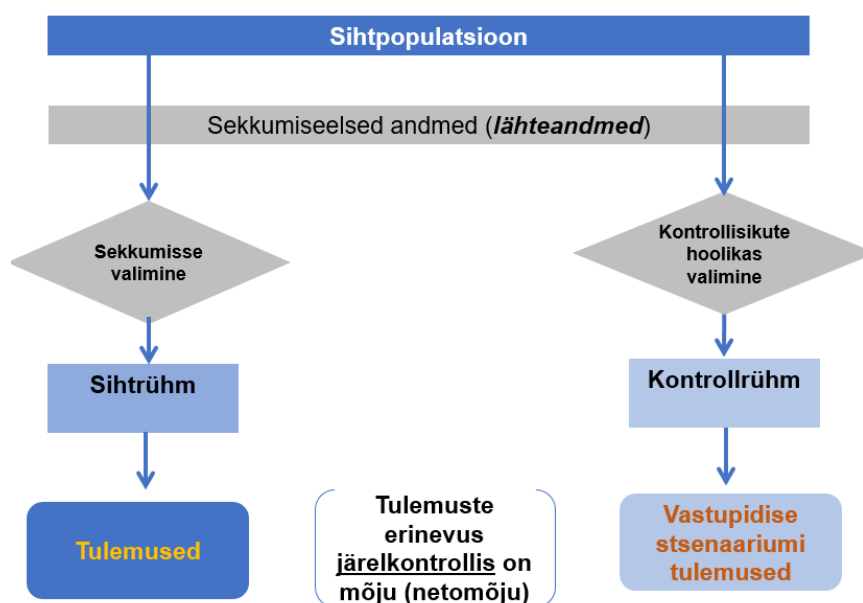 Sihtpopulatsioon
Sekkumiseelsed andmed (lähteandmed)
Sekkumisse
valimine
Kontrollisikute
hoolikas
valimine
Sihtrühm
Kontrollrühm
Tulemused
Tulemuste
erinevus
järelkontrollis on
mõju (netomõju)
Vastupidise
stsenaariumi
tulemused